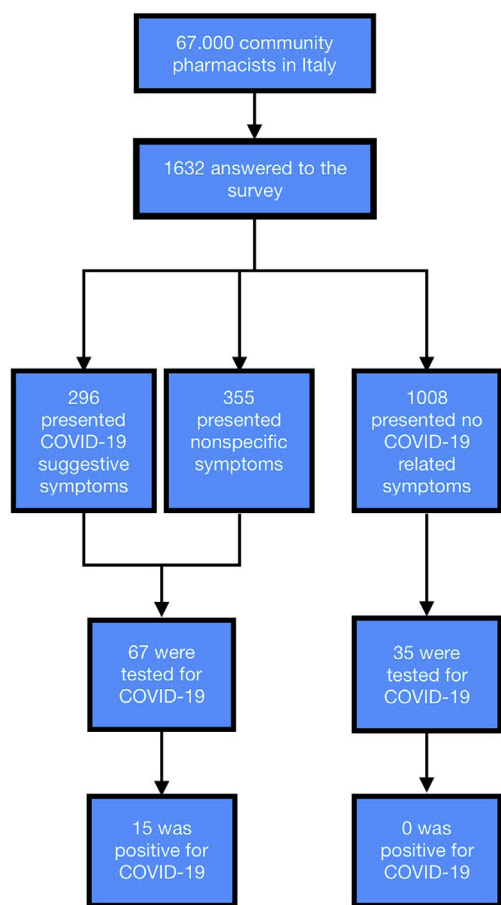 67.000 community
pharmacists in Italy
1632 answered to the
survey
296
presented
COVID-19
suggestive
symptoms
355
presented
nonspecific
symptoms
1008
presented no
COVID-19
related
symptoms
67 were
tested for
COVID-19
35 were
tested for
COVID-19
15 was
positive for
COVID-19
0 was
positive for
COVID-19